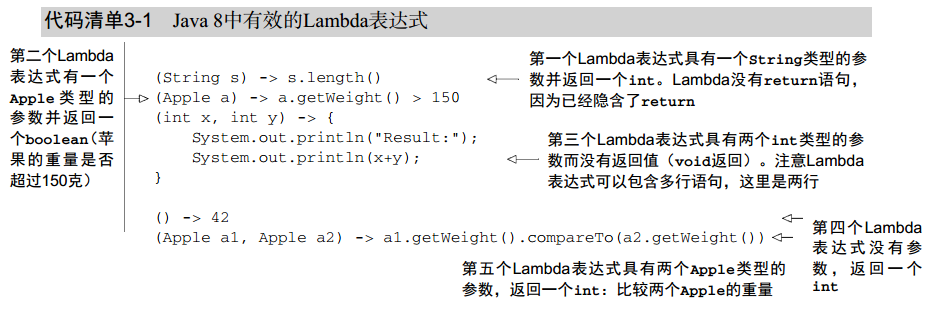 代码清单3-1 Java 8中有效的Lambda表达式
第二个Lambda
表达式有一个
Apple类型的
参数并返回一
个boolean(苹
果的重量是否
超过150克)
(String s) -> s.length()
(Apple a) -> a.getWeight() > 150
(int x, int y) -> {
System.out.println("Result:");
System.out.println(x+y);
}
() -> 42
(Apple a1, Apple a2) -> a1.getWeight().compareTo(a2.getWeight())
第一个Lambda表达式具有一个String类型的参
数并返回一个int。Lambda没有return语句,
因为已经隐含了return
第三个Lambda表达式具有两个int类型的参
数而没有返回值(void返回)。注意Lambda
表达式可以包含多行语句,这里是两行
第四个Lambda
表达式没有参
数,返回一个
int
第五个Lambda表达式具有两个Apple类型的
参数,返回一个int:比较两个Apple的重量